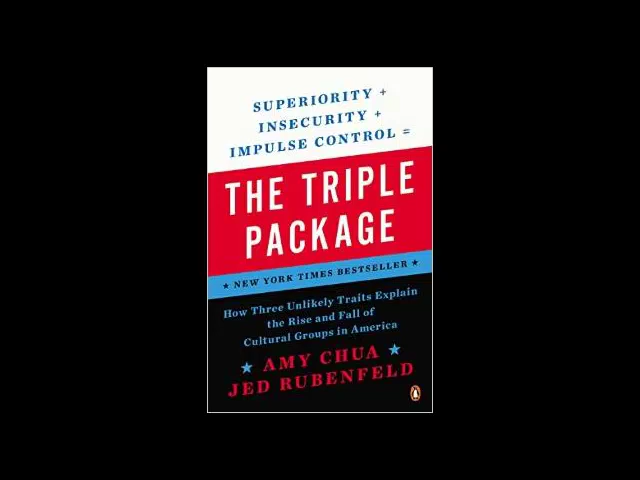 SUPERIORITY +
INSECURITY +
IMPULSE CONTROL =
THE TRIPLE
PACKAGE
★ NEW YORK TIMES BESTSELLER ★
How Three Unlikely Traits Explain
the Rise and Fall of
Cultural Groups in America
★ AMY CHUA ★
JED RUBENFELD